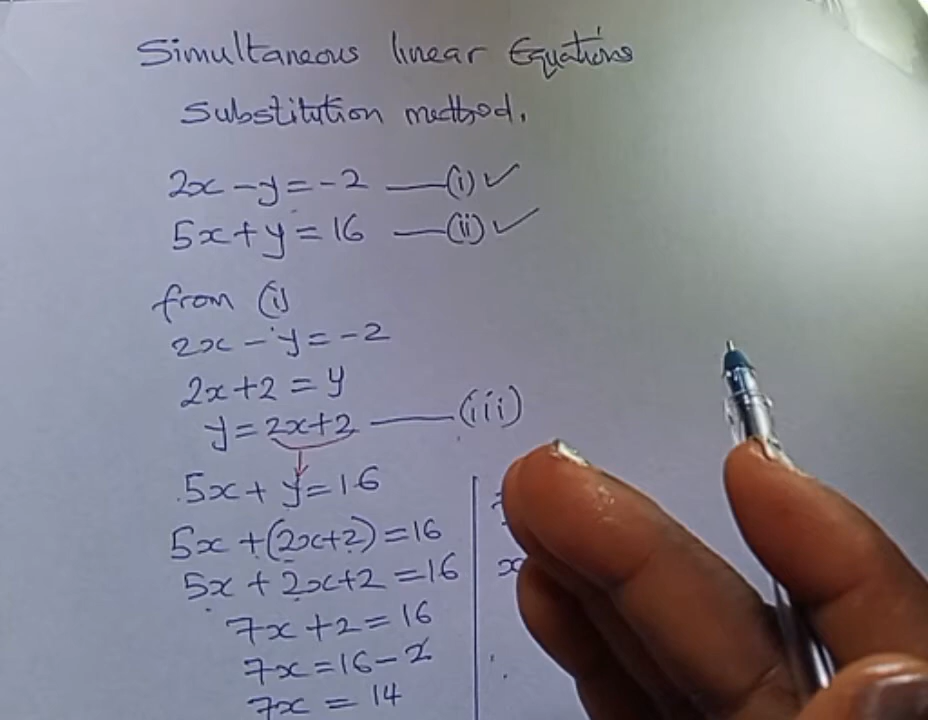 Simultaneous linear Equations
Substitution method.
2x - y = -2 —(i) ✓
5x + y = 16 —(ii) ✓
from (i)
2x - y = -2
2x + 2 = y
y = 2x+2 —(iii)
5x + y = 16
5x + (2x+2) = 16
5x + 2x + 2 = 16
7x + 2 = 16
7x = 16 - 2
7x = 14
x